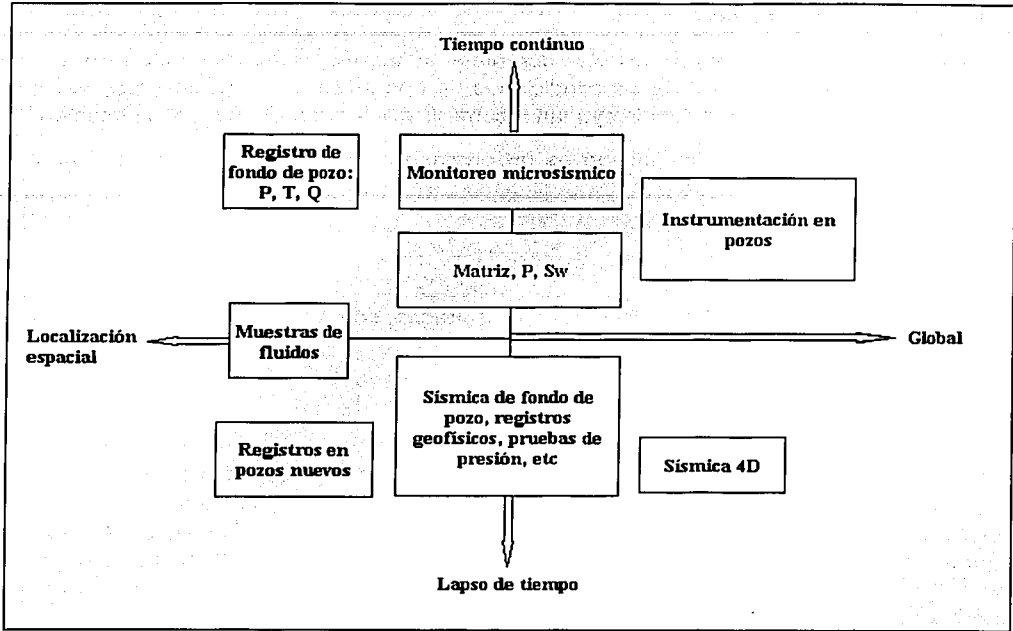 Tiempo continuo
Registro de
fondo de pozo:
P, T, Q
Monitoreo microsísmico
Instrumentación en
pozos
Matriz, P, Sw
Localización
espacial
Muestras de
fluidos
Global
Sísmica de fondo de
pozo, registros
geofísicos, pruebas de
presión, etc
Registros en
pozos nuevos
Sísmica 4D
Lapso de tiempo